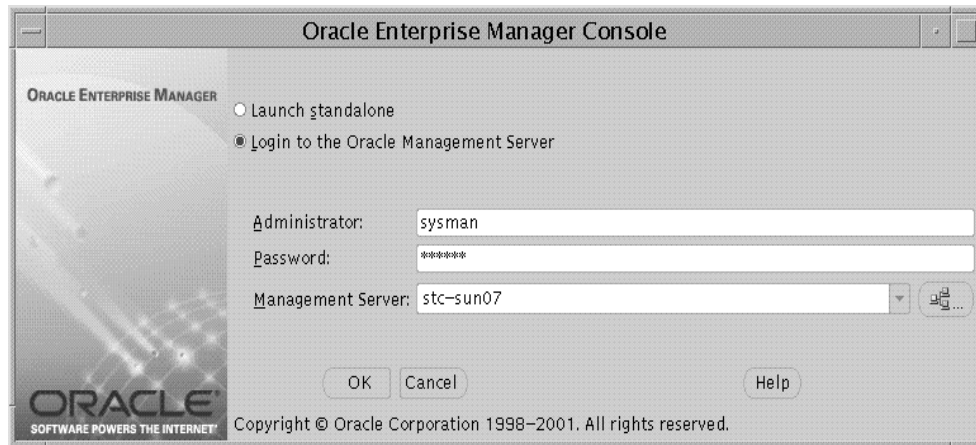 Oracle Enterprise Manager Console
ORACLE ENTERPRISE MANAGER
Launch standalone
Login to the Oracle Management Server
Administrator: sysman
Password: ******
Management Server: stc-sun07
...
OK Cancel Help
ORACLE®
SOFTWARE POWERS THE INTERNET™
Copyright © Oracle Corporation 1998-2001. All rights reserved.